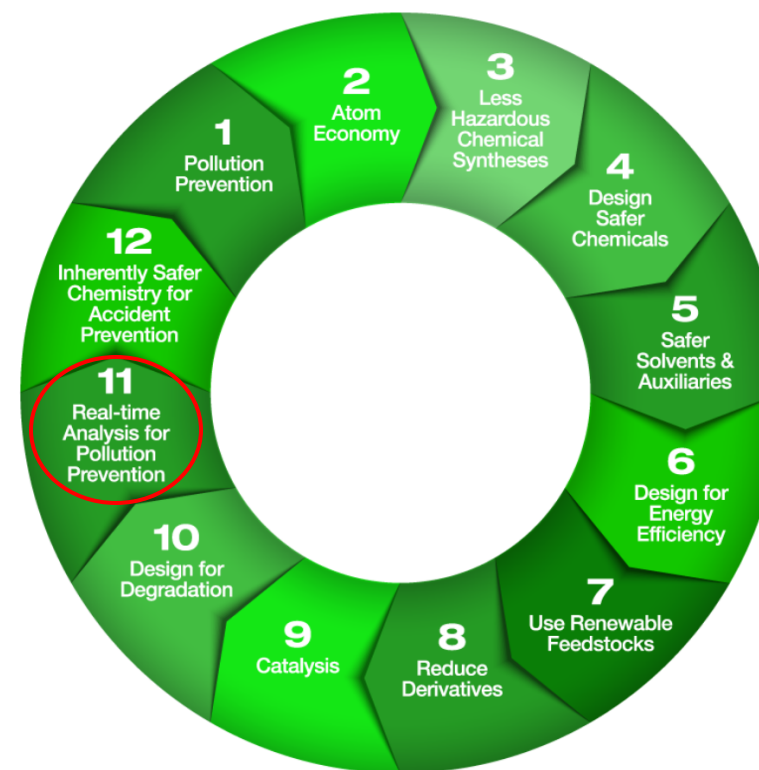 1
Pollution
Prevention
2
Atom
Economy
3
Less
Hazardous
Chemical
Syntheses
4
Design
Safer
Chemicals
5
Safer
Solvents &
Auxiliaries
6
Design for
Energy
Efficiency
7
Use Renewable
Feedstocks
8
Reduce
Derivatives
9
Catalysis
10
Design for
Degradation
11
Real-time
Analysis for
Pollution
Prevention
12
Inherently Safer
Chemistry for
Accident
Prevention